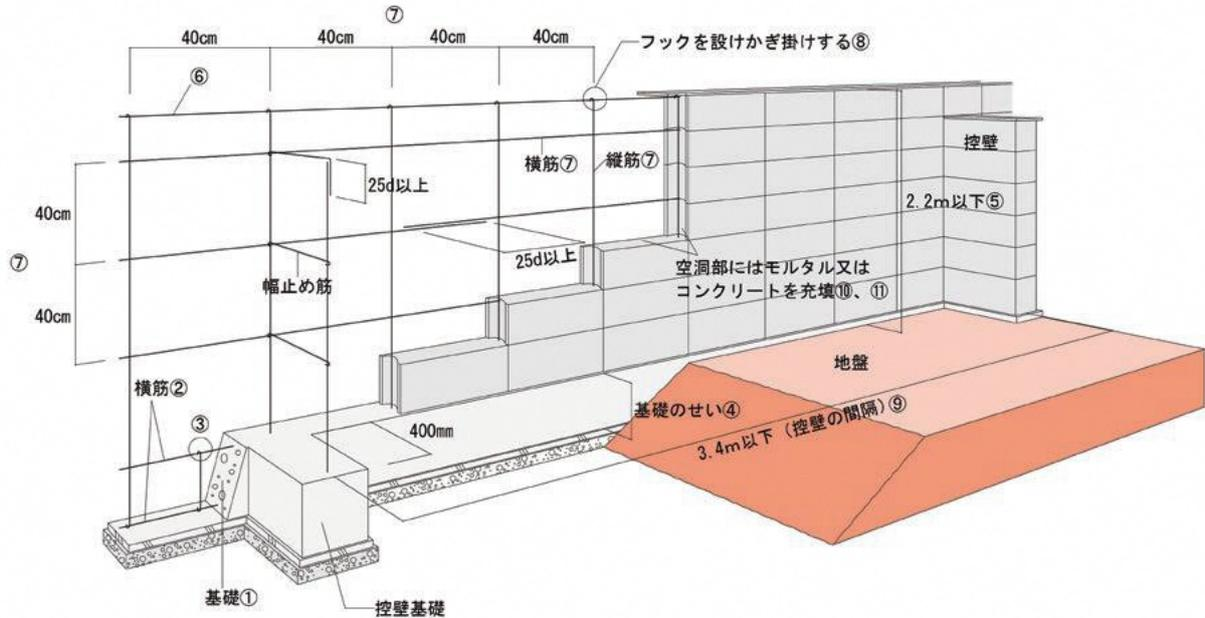 ⑦
40cm 40cm 40cm 40cm
フックを設けかぎ掛けする⑧
⑥
控壁
横筋⑦
縦筋⑦
25d以上
2.2m以下⑤
40cm
⑦
25d以上
幅止め筋
空洞部にはモルタル又は
コンクリートを充填⑩、⑪
40cm
地盤
横筋②
基礎のせい④
③
400mm
3.4m以下（控壁の間隔）⑨
基礎①
控壁基礎